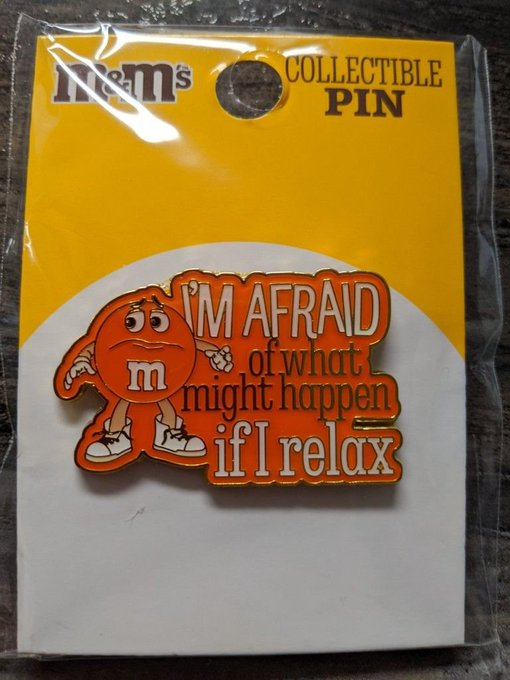 m&m's
COLLECTIBLE
PIN
I'M AFRAID
of what
might happen
if I relax
m